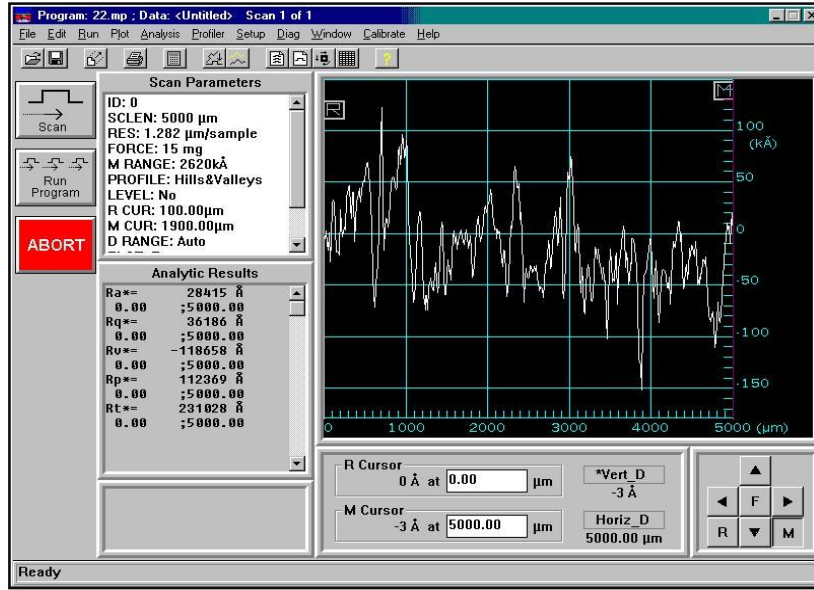 Program: 22.mp ; Data: <Untitled> Scan 1 of 1
File Edit Run Plot Analysis Profiler Setup Diag Window Calibrate Help
Scan
Run
Program
ABORT
Scan Parameters
ID: 0
SCLEN: 5000 µm
RES: 1.282 µm/sample
FORCE: 15 mg
M RANGE: 2620kÅ
PROFILE: Hills&Valleys
LEVEL: No
R CUR: 100.00µm
M CUR: 1900.00µm
D RANGE: Auto
Analytic Results
Ra*= 28415 Å
0.00 ;5000.00
Rq*= 36186 Å
0.00 ;5000.00
Rv*= -118658 Å
0.00 ;5000.00
Rp*= 112369 Å
0.00 ;5000.00
Rt*= 231028 Å
0.00 ;5000.00
R
M
100
(kÅ)
50
0
-50
-100
-150
0 1000 2000 3000 4000 5000 (µm)
R Cursor
0 Å at 0.00 µm
M Cursor
-3 Å at 5000.00 µm
*Vert_D
-3 Å
Horiz_D
5000.00 µm
F
R M
Ready